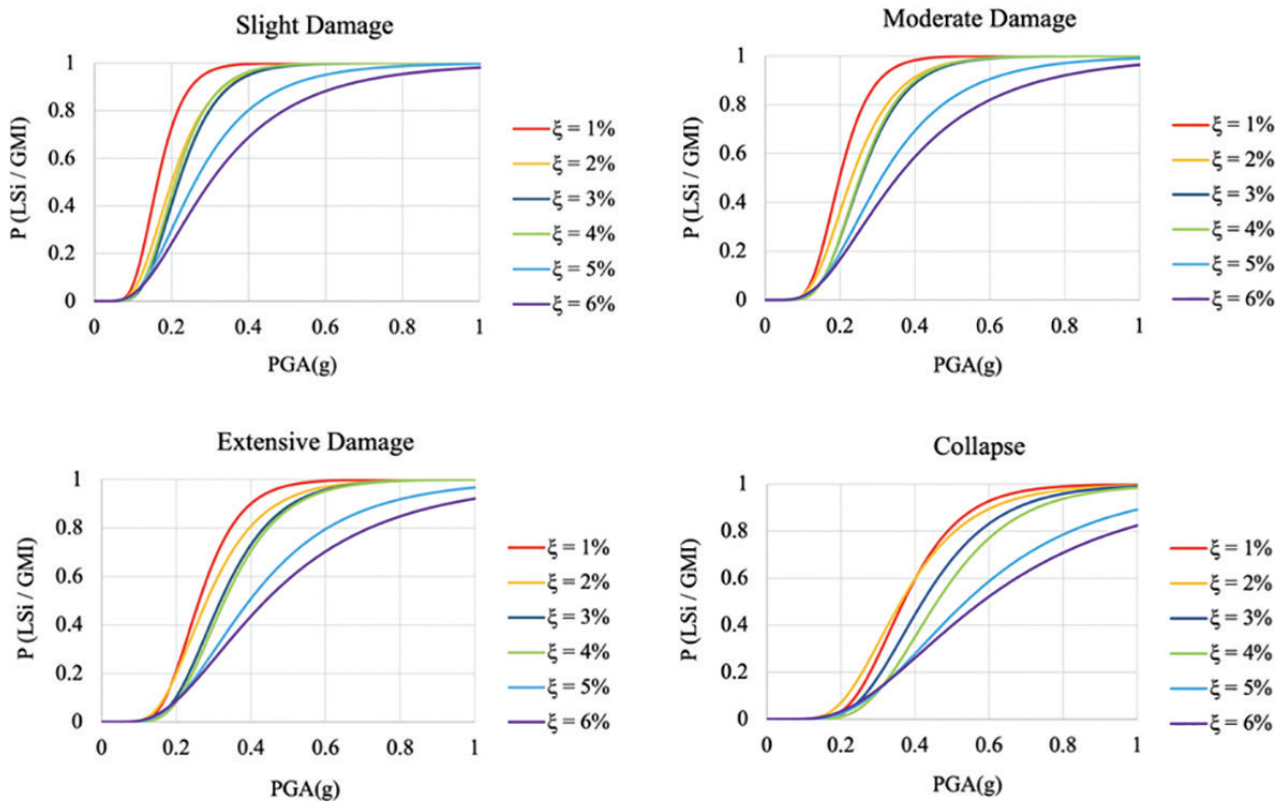 Slight Damage
1
0.8
0.6
0.4
0.2
0
0 0.2 0.4 0.6 0.8 1
P (LSi / GMI)
PGA(g)
ξ = 1%
ξ = 2%
ξ = 3%
ξ = 4%
ξ = 5%
ξ = 6%
Moderate Damage
1
0.8
0.6
0.4
0.2
0
0 0.2 0.4 0.6 0.8 1
P (LSi / GMI)
PGA(g)
ξ = 1%
ξ = 2%
ξ = 3%
ξ = 4%
ξ = 5%
ξ = 6%
Extensive Damage
1
0.8
0.6
0.4
0.2
0
0 0.2 0.4 0.6 0.8 1
P (LSi / GMI)
PGA(g)
ξ = 1%
ξ = 2%
ξ = 3%
ξ = 4%
ξ = 5%
ξ = 6%
Collapse
1
0.8
0.6
0.4
0.2
0
0 0.2 0.4 0.6 0.8 1
P (LSi / GMI)
PGA(g)
ξ = 1%
ξ = 2%
ξ = 3%
ξ = 4%
ξ = 5%
ξ = 6%